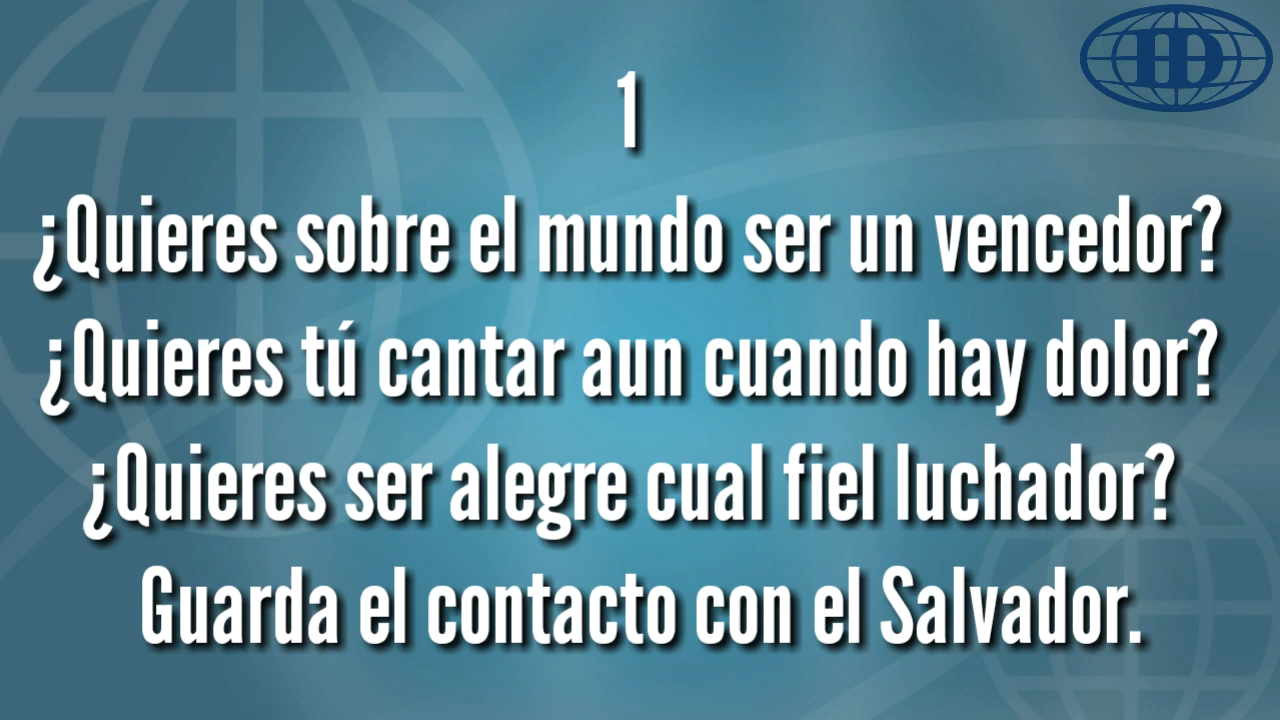 ID
1
¿Quieres sobre el mundo ser un vencedor?
¿Quieres tú cantar aun cuando hay dolor?
¿Quieres ser alegre cual fiel luchador?
Guarda el contacto con el Salvador.